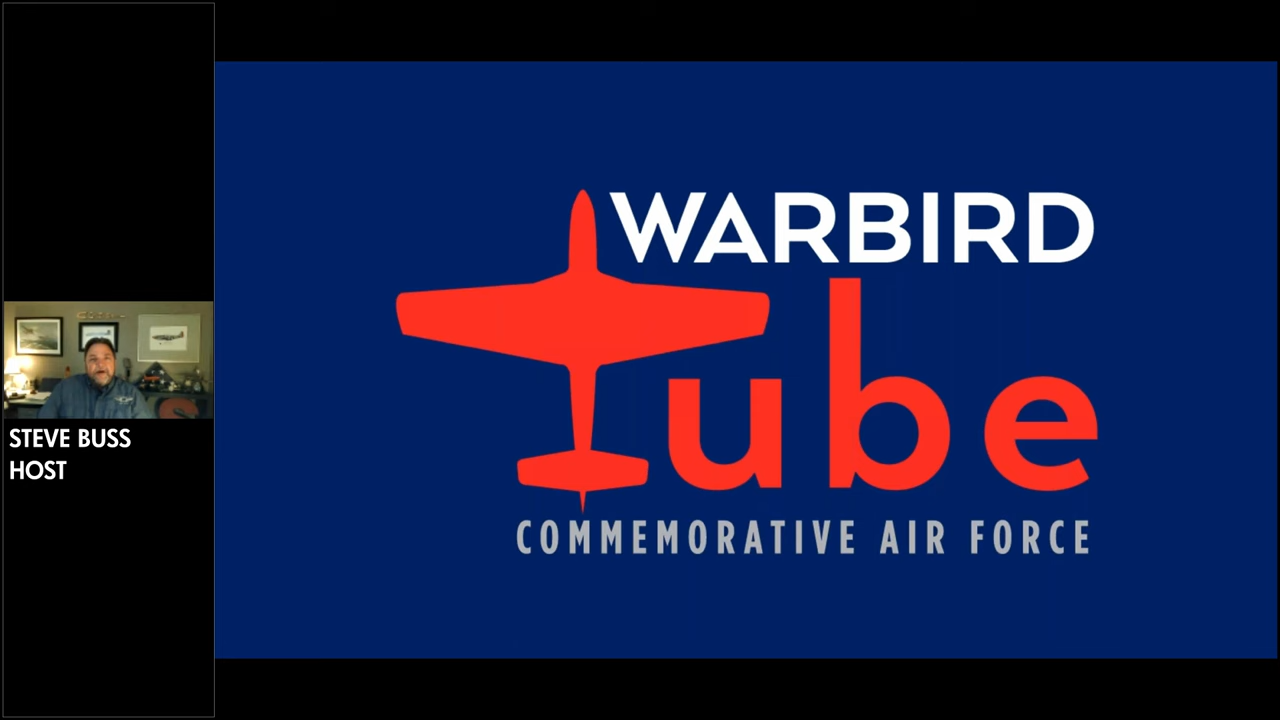 STEVE BUSS
HOST
WARBIRD
Tube
COMMEMORATIVE AIR FORCE